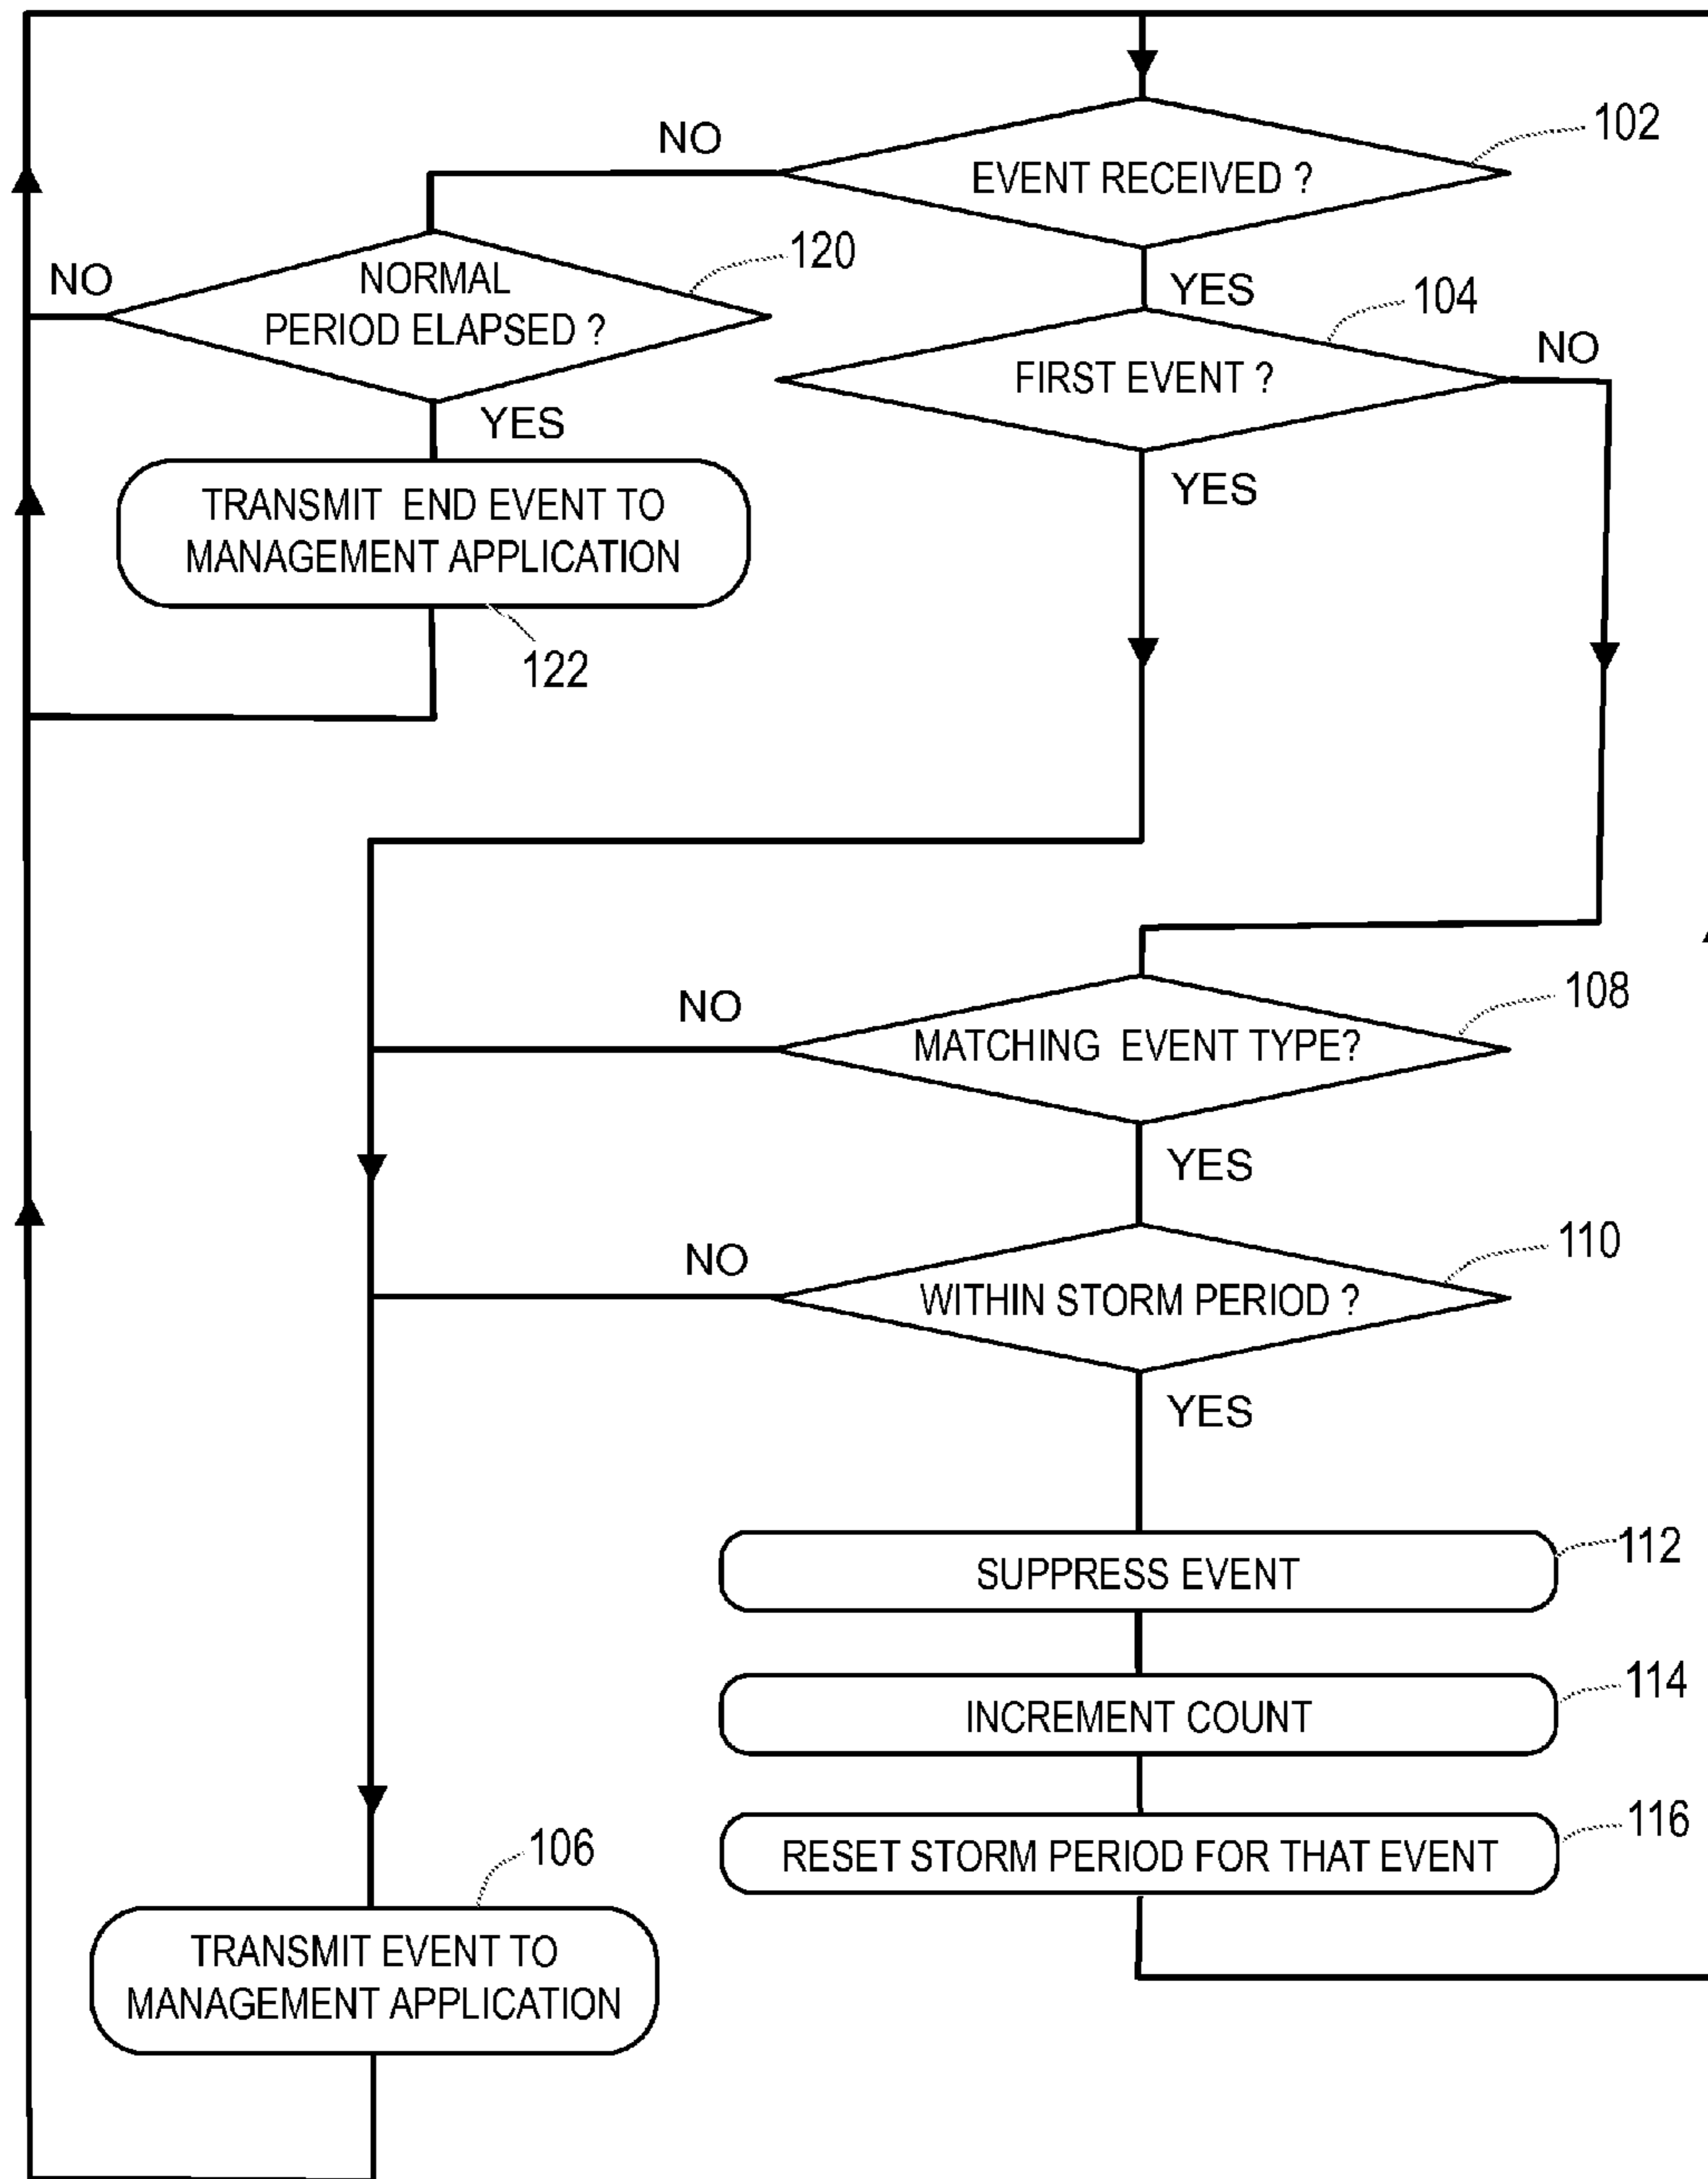 102
NO
EVENT RECEIVED ?
120
NO
NORMAL
PERIOD ELAPSED ?
YES
104
NO
FIRST EVENT ?
YES
YES
TRANSMIT END EVENT TO
MANAGEMENT APPLICATION
122
108
NO
MATCHING EVENT TYPE?
YES
110
NO
WITHIN STORM PERIOD ?
YES
112
SUPPRESS EVENT
114
INCREMENT COUNT
116
RESET STORM PERIOD FOR THAT EVENT
106
TRANSMIT EVENT TO
MANAGEMENT APPLICATION